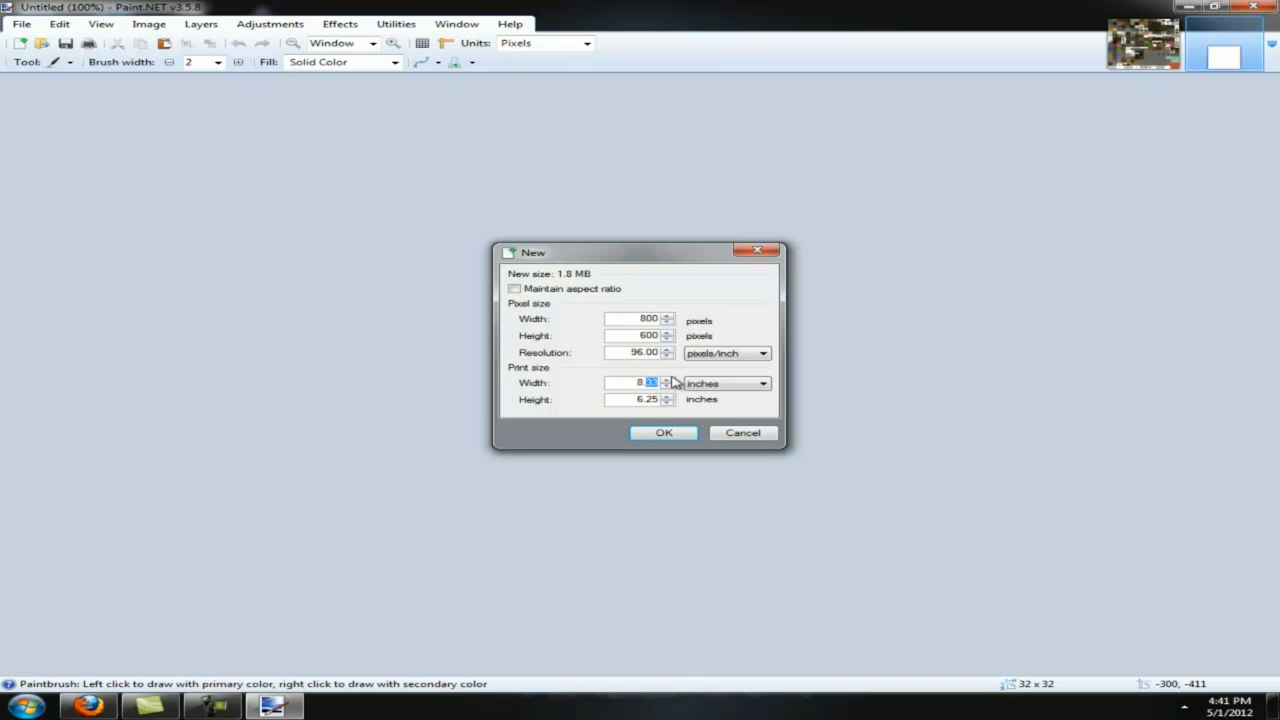 Untitled (100%) - Paint.NET v3.5.8
File Edit View Image Layers Adjustments Effects Utilities Window Help
Window Units: Pixels
Tool: Brush width: 2 Fill: Solid Color
New
New size: 1.8 MB
Maintain aspect ratio
Pixel size
Width: 800 pixels
Height: 600 pixels
Resolution: 96.00 pixels/inch
Print size
Width: 8.33 inches
Height: 6.25 inches
OK Cancel
Paintbrush: Left click to draw with primary color, right click to draw with secondary color 32 x 32 -300, -411
4:41 PM
5/1/2012